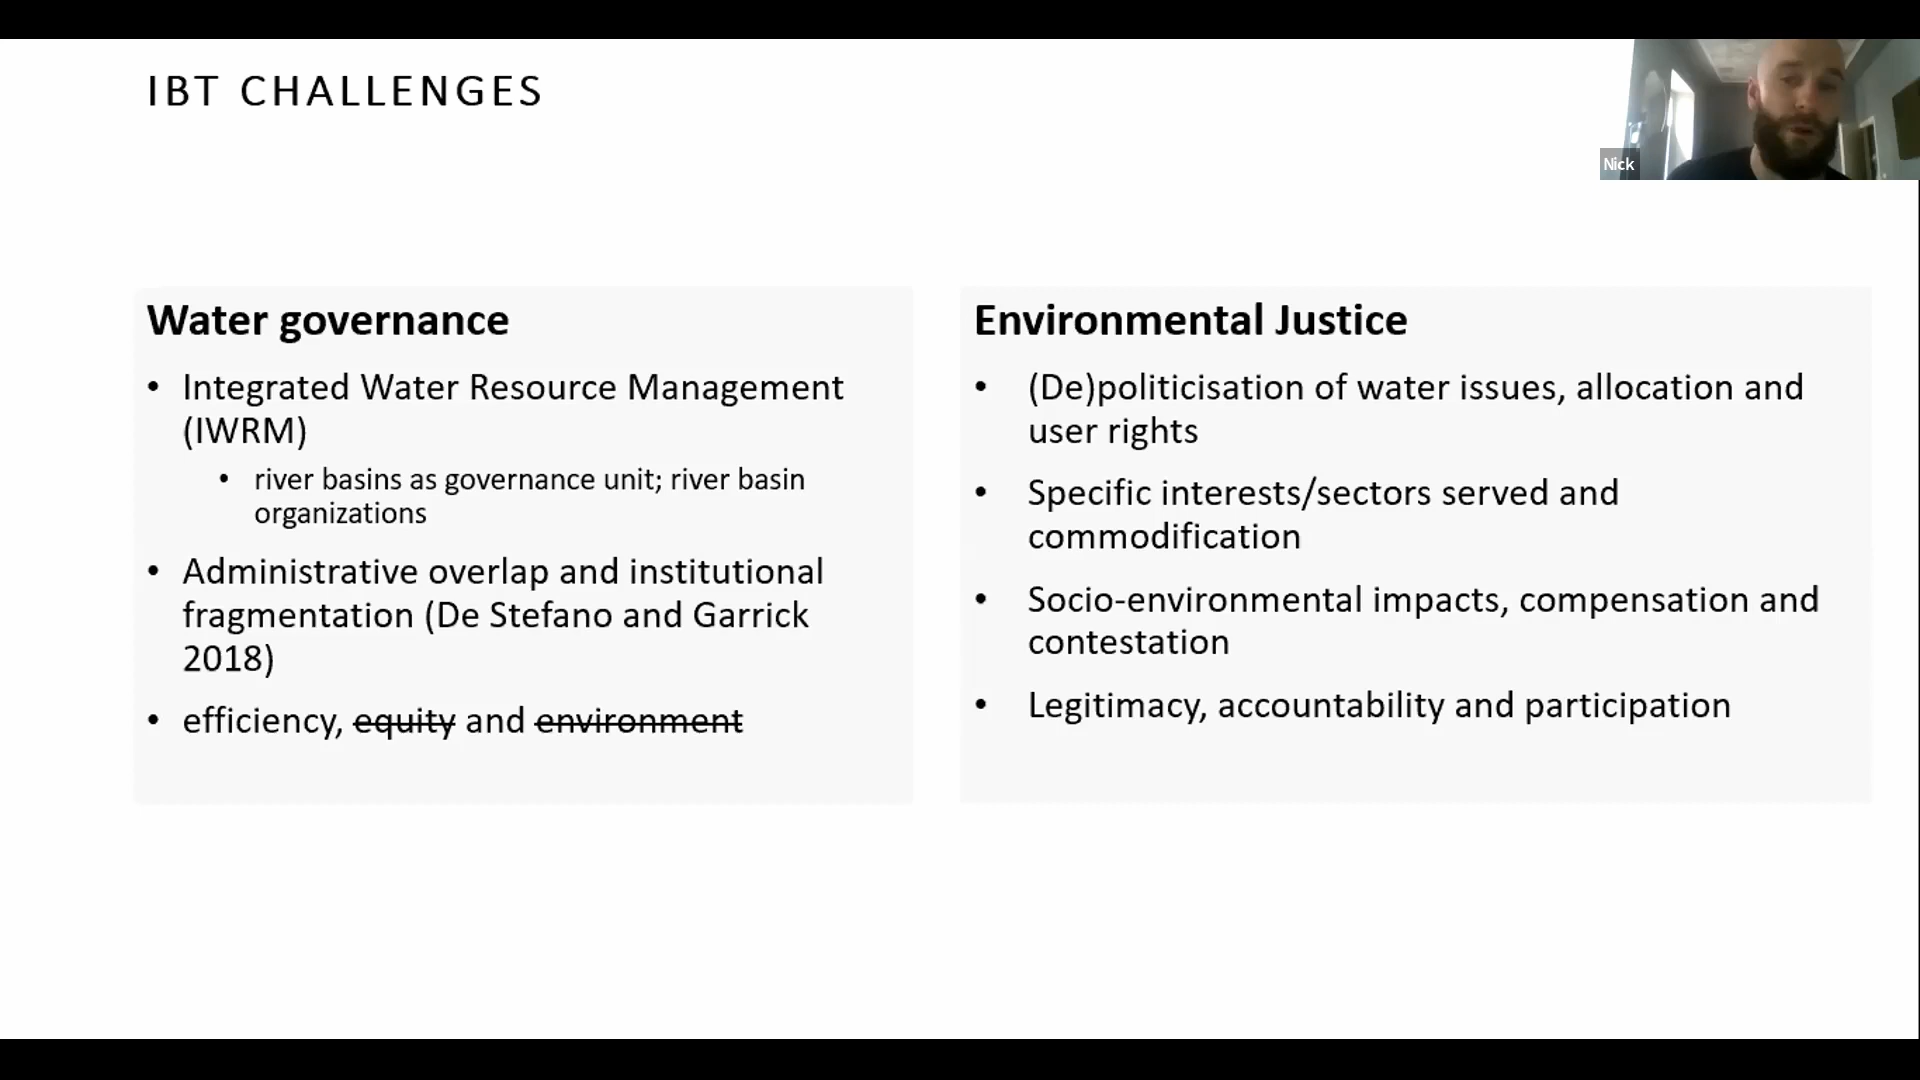 IBT CHALLENGES
Nick
Water governance
• Integrated Water Resource Management
(IWRM)
• river basins as governance unit; river basin
organizations
• Administrative overlap and institutional
fragmentation (De Stefano and Garrick
2018)
• efficiency, equity and environment
Environmental Justice
• (De)politicisation of water issues, allocation and
user rights
• Specific interests/sectors served and
commodification
• Socio-environmental impacts, compensation and
contestation
• Legitimacy, accountability and participation